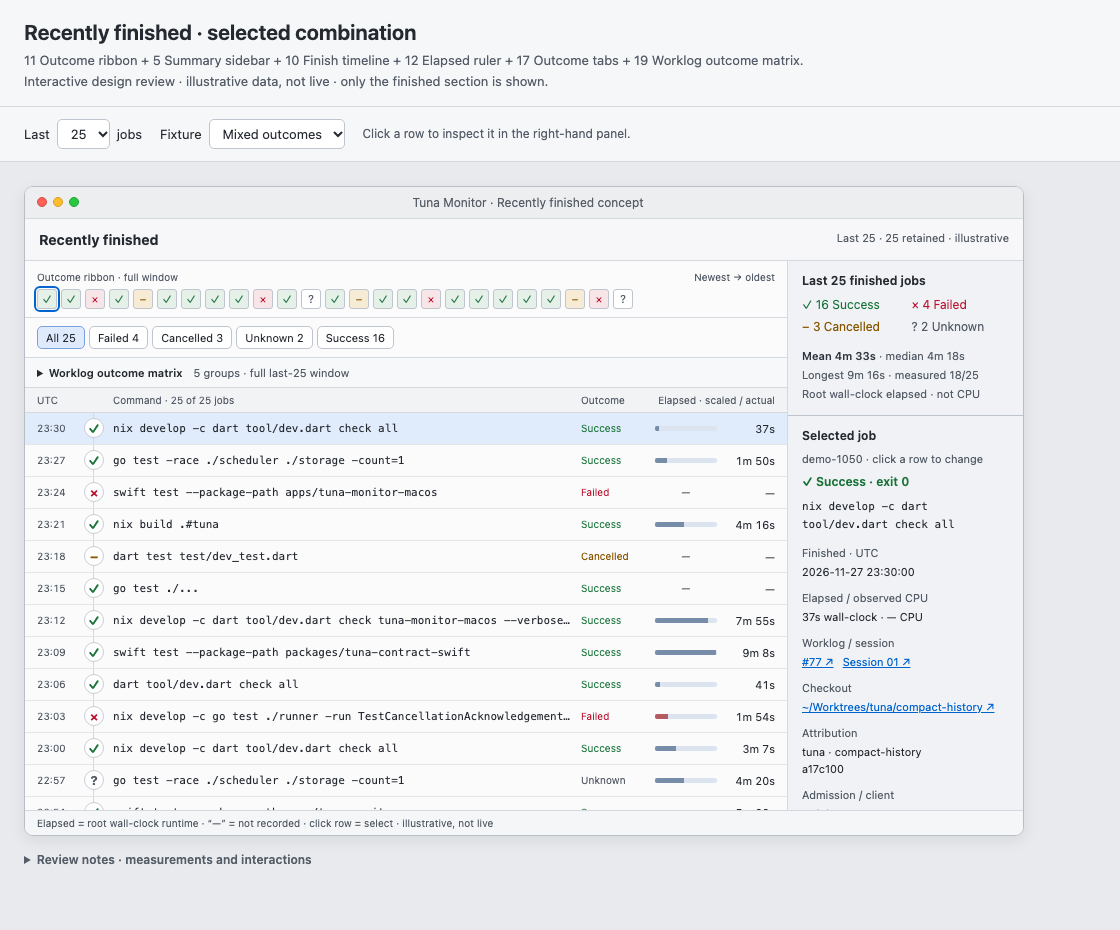 Recently finished · selected combination
11 Outcome ribbon + 5 Summary sidebar + 10 Finish timeline + 12 Elapsed ruler + 17 Outcome tabs + 19 Worklog outcome matrix.
Interactive design review · illustrative data, not live · only the finished section is shown.
Last 25 jobs Fixture Mixed outcomes Click a row to inspect it in the right-hand panel.
Tuna Monitor · Recently finished concept
Recently finished Last 25 · 25 retained · illustrative
Outcome ribbon · full window Newest → oldest
✓ ✓ × ✓ – ✓ ✓ ✓ ✓ × ✓ ? ✓ – ✓ ✓ × ✓ ✓ ✓ ✓ ✓ – × ?
All 25 Failed 4 Cancelled 3 Unknown 2 Success 16
▶ Worklog outcome matrix 5 groups · full last-25 window
UTC Command · 25 of 25 jobs Outcome Elapsed · scaled / actual
23:30 ✓ nix develop -c dart tool/dev.dart check all Success 37s
23:27 ✓ go test -race ./scheduler ./storage -count=1 Success 1m 50s
23:24 × swift test --package-path apps/tuna-monitor-macos Failed — —
23:21 ✓ nix build .#tuna Success 4m 16s
23:18 – dart test test/dev_test.dart Cancelled — —
23:15 ✓ go test ./... Success — —
23:12 ✓ nix develop -c dart tool/dev.dart check tuna-monitor-macos --verbose… Success 7m 55s
23:09 ✓ swift test --package-path packages/tuna-contract-swift Success 9m 8s
23:06 ✓ dart tool/dev.dart check all Success 41s
23:03 × nix develop -c go test ./runner -run TestCancellationAcknowledgement… Failed 1m 54s
23:00 ✓ nix develop -c dart tool/dev.dart check all Success 3m 7s
22:57 ? go test -race ./scheduler ./storage -count=1 Unknown 4m 20s
Last 25 finished jobs
✓ 16 Success × 4 Failed
– 3 Cancelled ? 2 Unknown
Mean 4m 33s · median 4m 18s
Longest 9m 16s · measured 18/25
Root wall-clock elapsed · not CPU
Selected job
demo-1050 · click a row to change
✓ Success · exit 0
nix develop -c dart
tool/dev.dart check all
Finished · UTC
2026-11-27 23:30:00
Elapsed / observed CPU
37s wall-clock · — CPU
Worklog / session
#77 ↗ Session 01 ↗
Checkout
~/Worktrees/tuna/compact-history ↗
Attribution
tuna · compact-history
a17c100
Admission / client
Elapsed = root wall-clock runtime · "—" = not recorded · click row = select · illustrative, not live
▶ Review notes · measurements and interactions